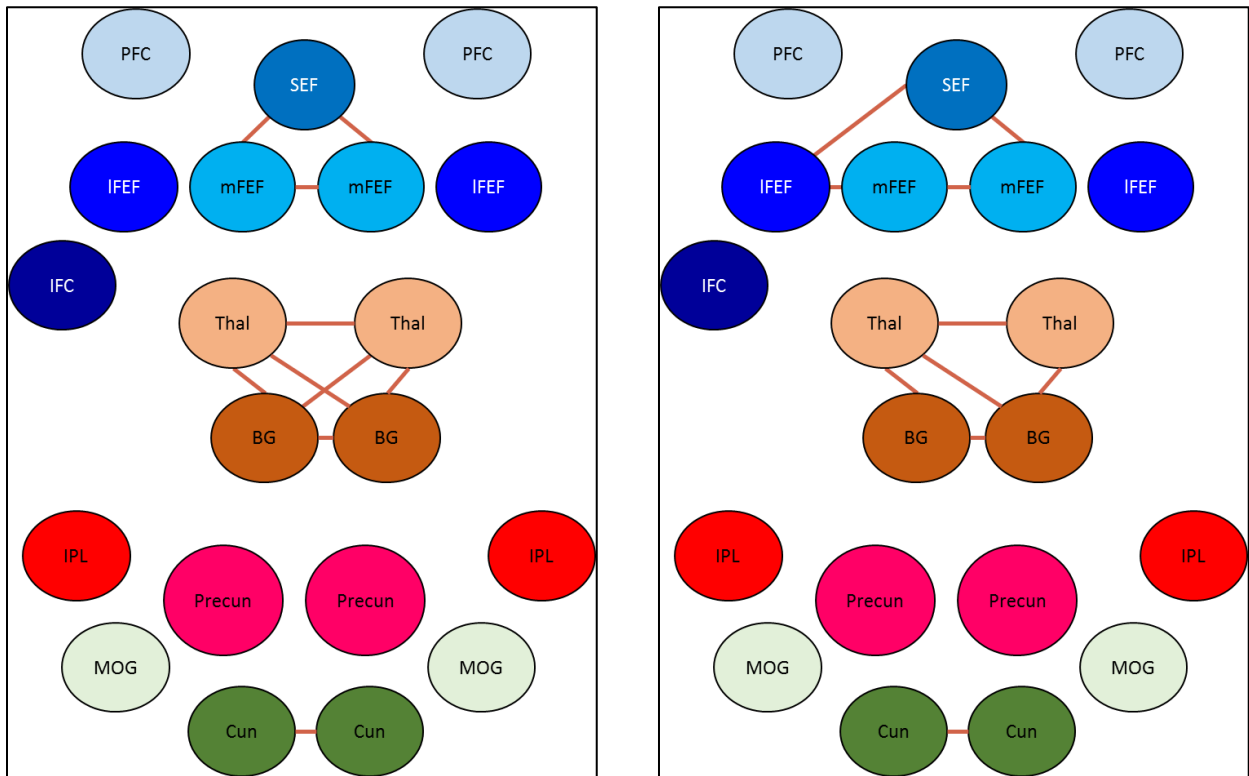 PFC
PFC
SEF
lFEF
mFEF
mFEF
lFEF
IFC
Thal
Thal
BG
BG
IPL
IPL
Precun
Precun
MOG
MOG
Cun
Cun
PFC
PFC
SEF
lFEF
mFEF
mFEF
lFEF
IFC
Thal
Thal
BG
BG
IPL
IPL
Precun
Precun
MOG
MOG
Cun
Cun